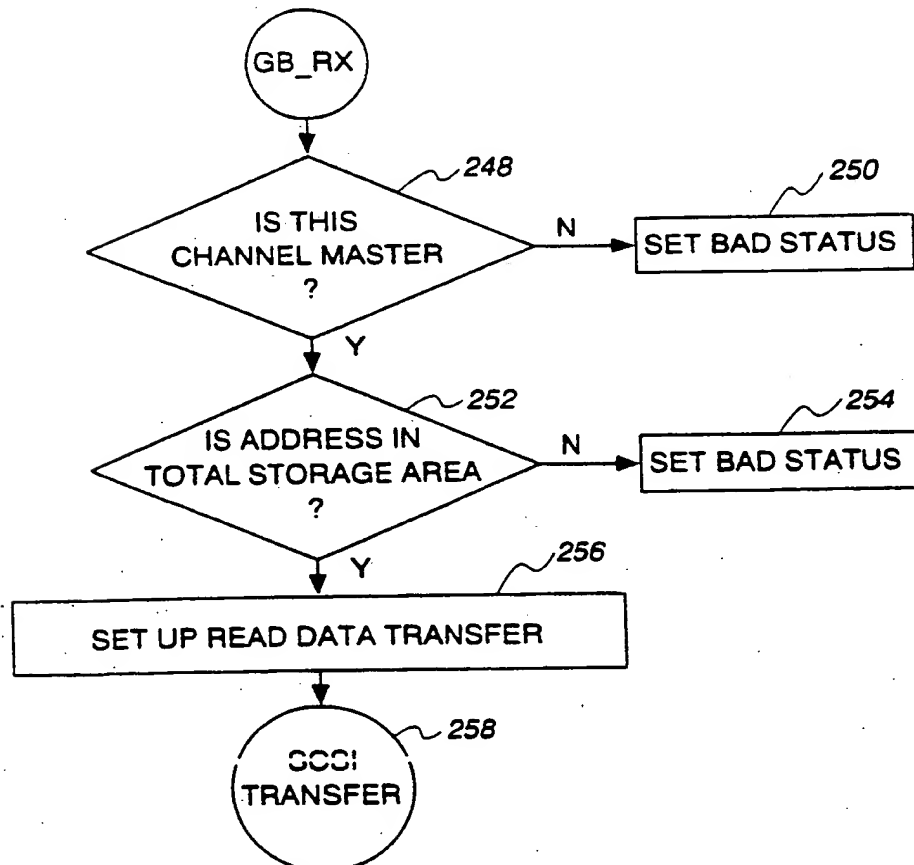 GB_RX
248
IS THIS
CHANNEL MASTER
?
N
250
SET BAD STATUS
Y
252
IS ADDRESS IN
TOTAL STORAGE AREA
?
N
254
SET BAD STATUS
Y
256
SET UP READ DATA TRANSFER
258
SCSI
TRANSFER